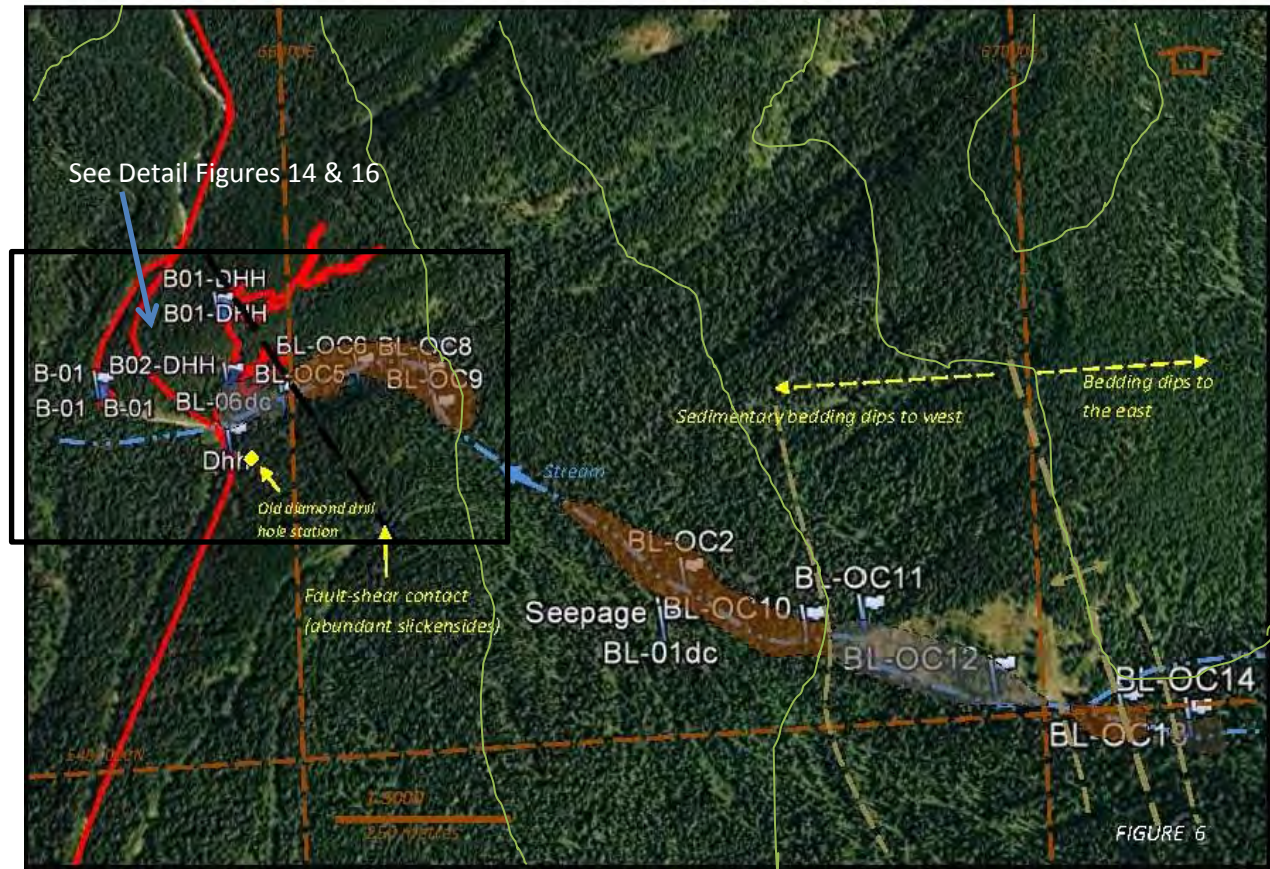 See Detail Figures 14 & 16
B01-DHH
B01-DHH
B-01
B02-DHH
BL-OC6
BL-OC8
BL-OC5
BL-OC9
B-01
B-01
BL-06dc
Dhh
Old diamond drill
hole station
Stream
Sedimentary bedding dips to west
Bedding dips to
the east
Fault-shear contact
(abundant slickensides)
BL-OC2
Seepage
BL-OC10
BL-OC11
BL-01dc
BL-OC12
BL-OC14
BL-OC13
1:5000
250 metres
FIGURE 6